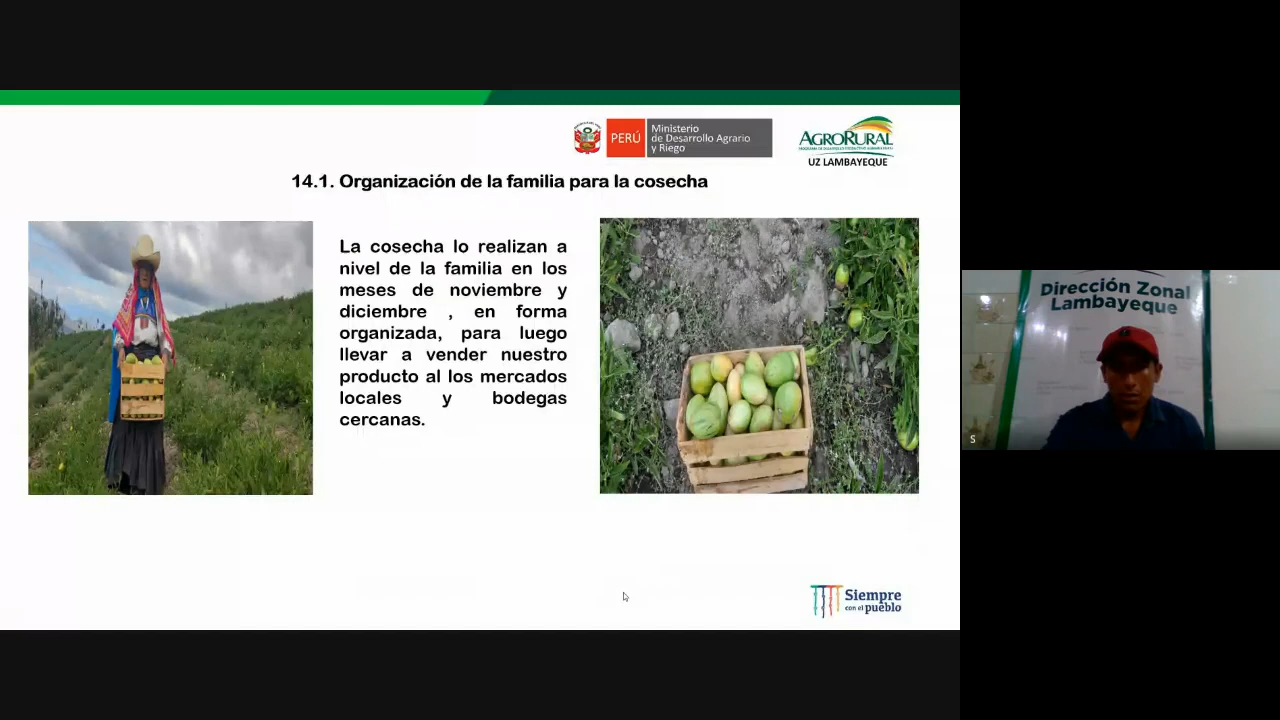 PERÚ
Ministerio
de Desarrollo Agrario
y Riego
AGRORURAL
UZ LAMBAYEQUE
14.1. Organización de la familia para la cosecha
La cosecha lo realizan a
nivel de la familia en los
meses de noviembre y
diciembre , en forma
organizada, para luego
llevar a vender nuestro
producto al los mercados
locales y bodegas
cercanas.
Dirección Zonal
Lambayeque
S
Siempre
con el pueblo